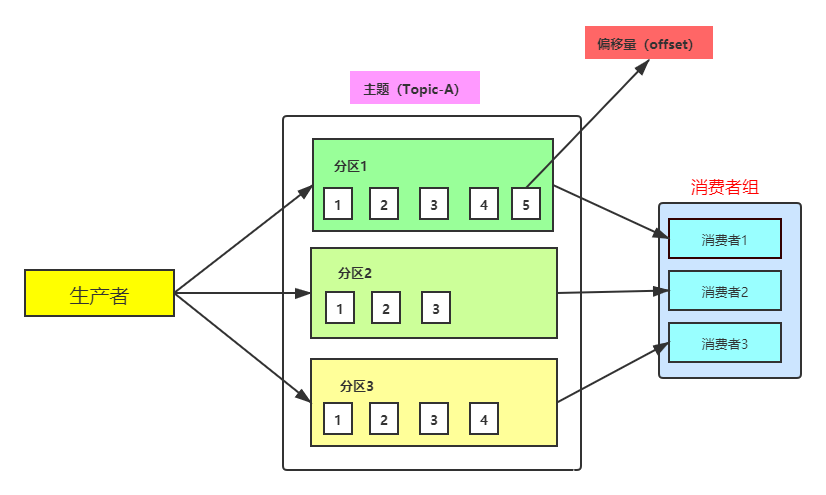 偏移量（offset）
主题（Topic-A）
分区1
1 2 3 4 5
消费者组
消费者1
分区2
生产者
消费者2
1 2 3
消费者3
分区3
1 2 3 4